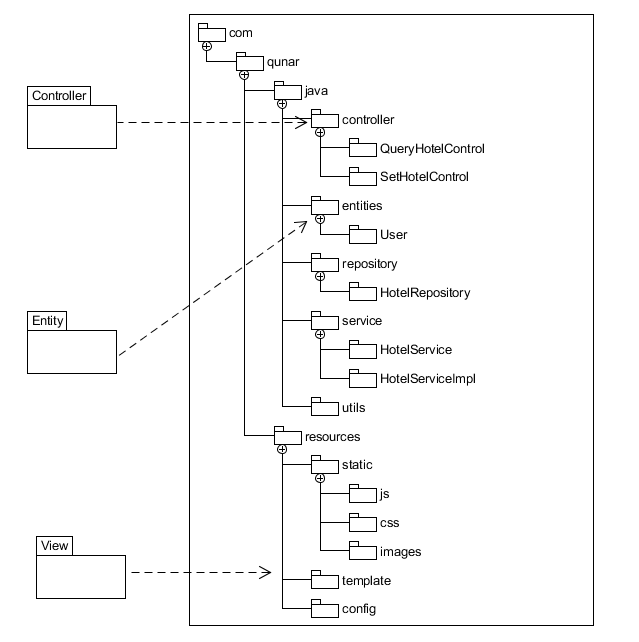 com
qunar
java
Controller
controller
QueryHotelControl
SetHotelControl
entities
User
repository
HotelRepository
Entity
service
HotelService
HotelServiceImpl
utils
resources
static
js
css
images
View
template
config